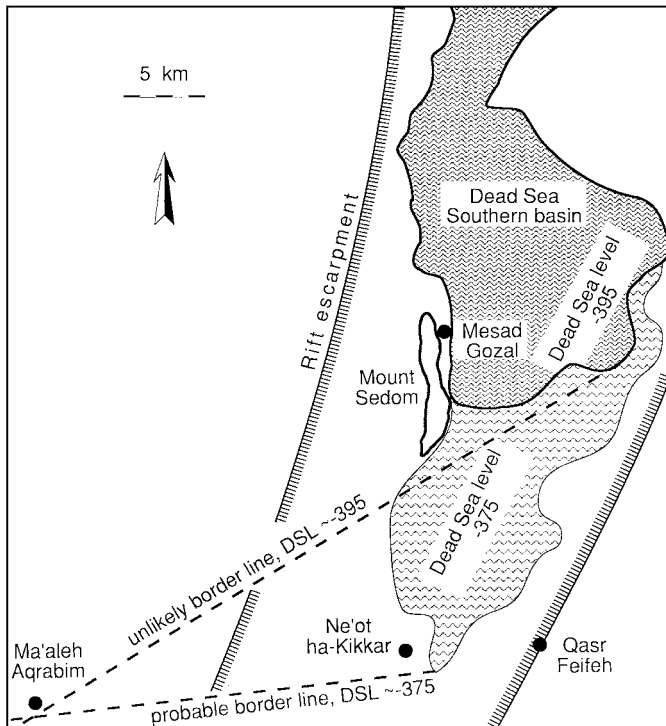 5 km
Rift escarpment
Dead Sea
Southern basin
Dead Sea level
-395
Mesad
Gozal
Mount
Sedom
Dead Sea level
-375
unlikely border line, DSL ~-395
Ne'ot
ha-Kikkar
Qasr
Feifeh
Ma'aleh
Aqrabim
probable border line, DSL ~-375